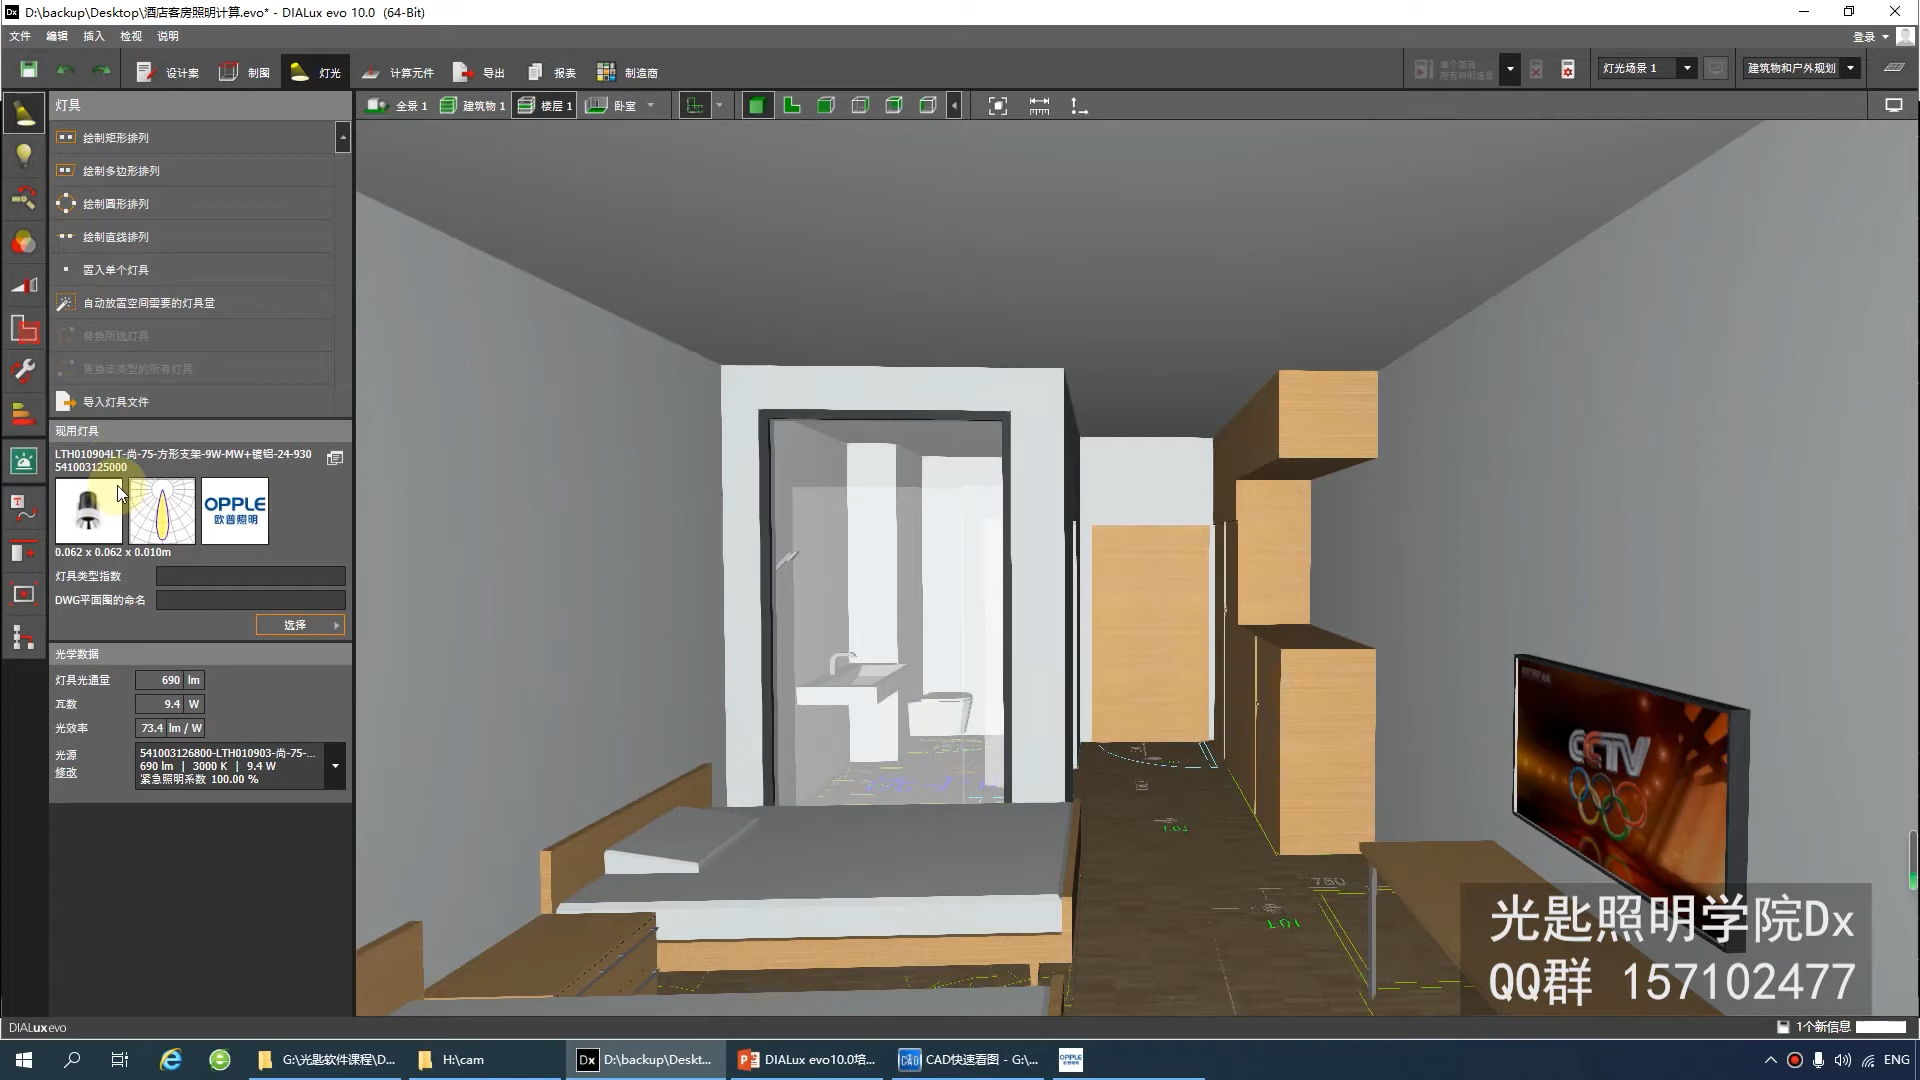 D:\backup\Desktop\酒店客房照明计算.evo* - DIALux evo 10.0  (64-Bit)
文件 编辑 插入 检视 说明
登录
设计案 制图 灯光 计算元件 导出 报表 制造商
灯光场景 1
建筑物和户外规划
灯具
全景 1 建筑物 1 楼层 1 卧室
绘制矩形排列
绘制多边形排列
绘制圆形排列
绘制直线排列
置入单个灯具
自动放置空间需要的灯具量
替换所选灯具
更换该类型的所有灯具
导入灯具文件
现用灯具
LTH010904LT-尚-75-方形支架-9W-MW+镀铝-24-930
541003125000
OPPLE
欧普照明
0.062 x 0.062 x 0.010m
灯具类型指数
DWG平面图的命名
选择
光学数据
灯具光通量 690 lm
瓦数 9.4 W
光效率 73.4 lm / W
光源 541003126800-LTH010903-尚-75-...
修改 690 lm | 3000 K | 9.4 W
紧急照明系数 100.00 %
CCTV
780
光匙照明学院Dx
QQ群 157102477
DIALux evo
1个新信息
G:\光匙软件课程\D...
H:\cam
Dx D:\backup\Deskt...
DIALux evo10.0培...
CAD快速看图 - G:\...
OPPLE
ENG